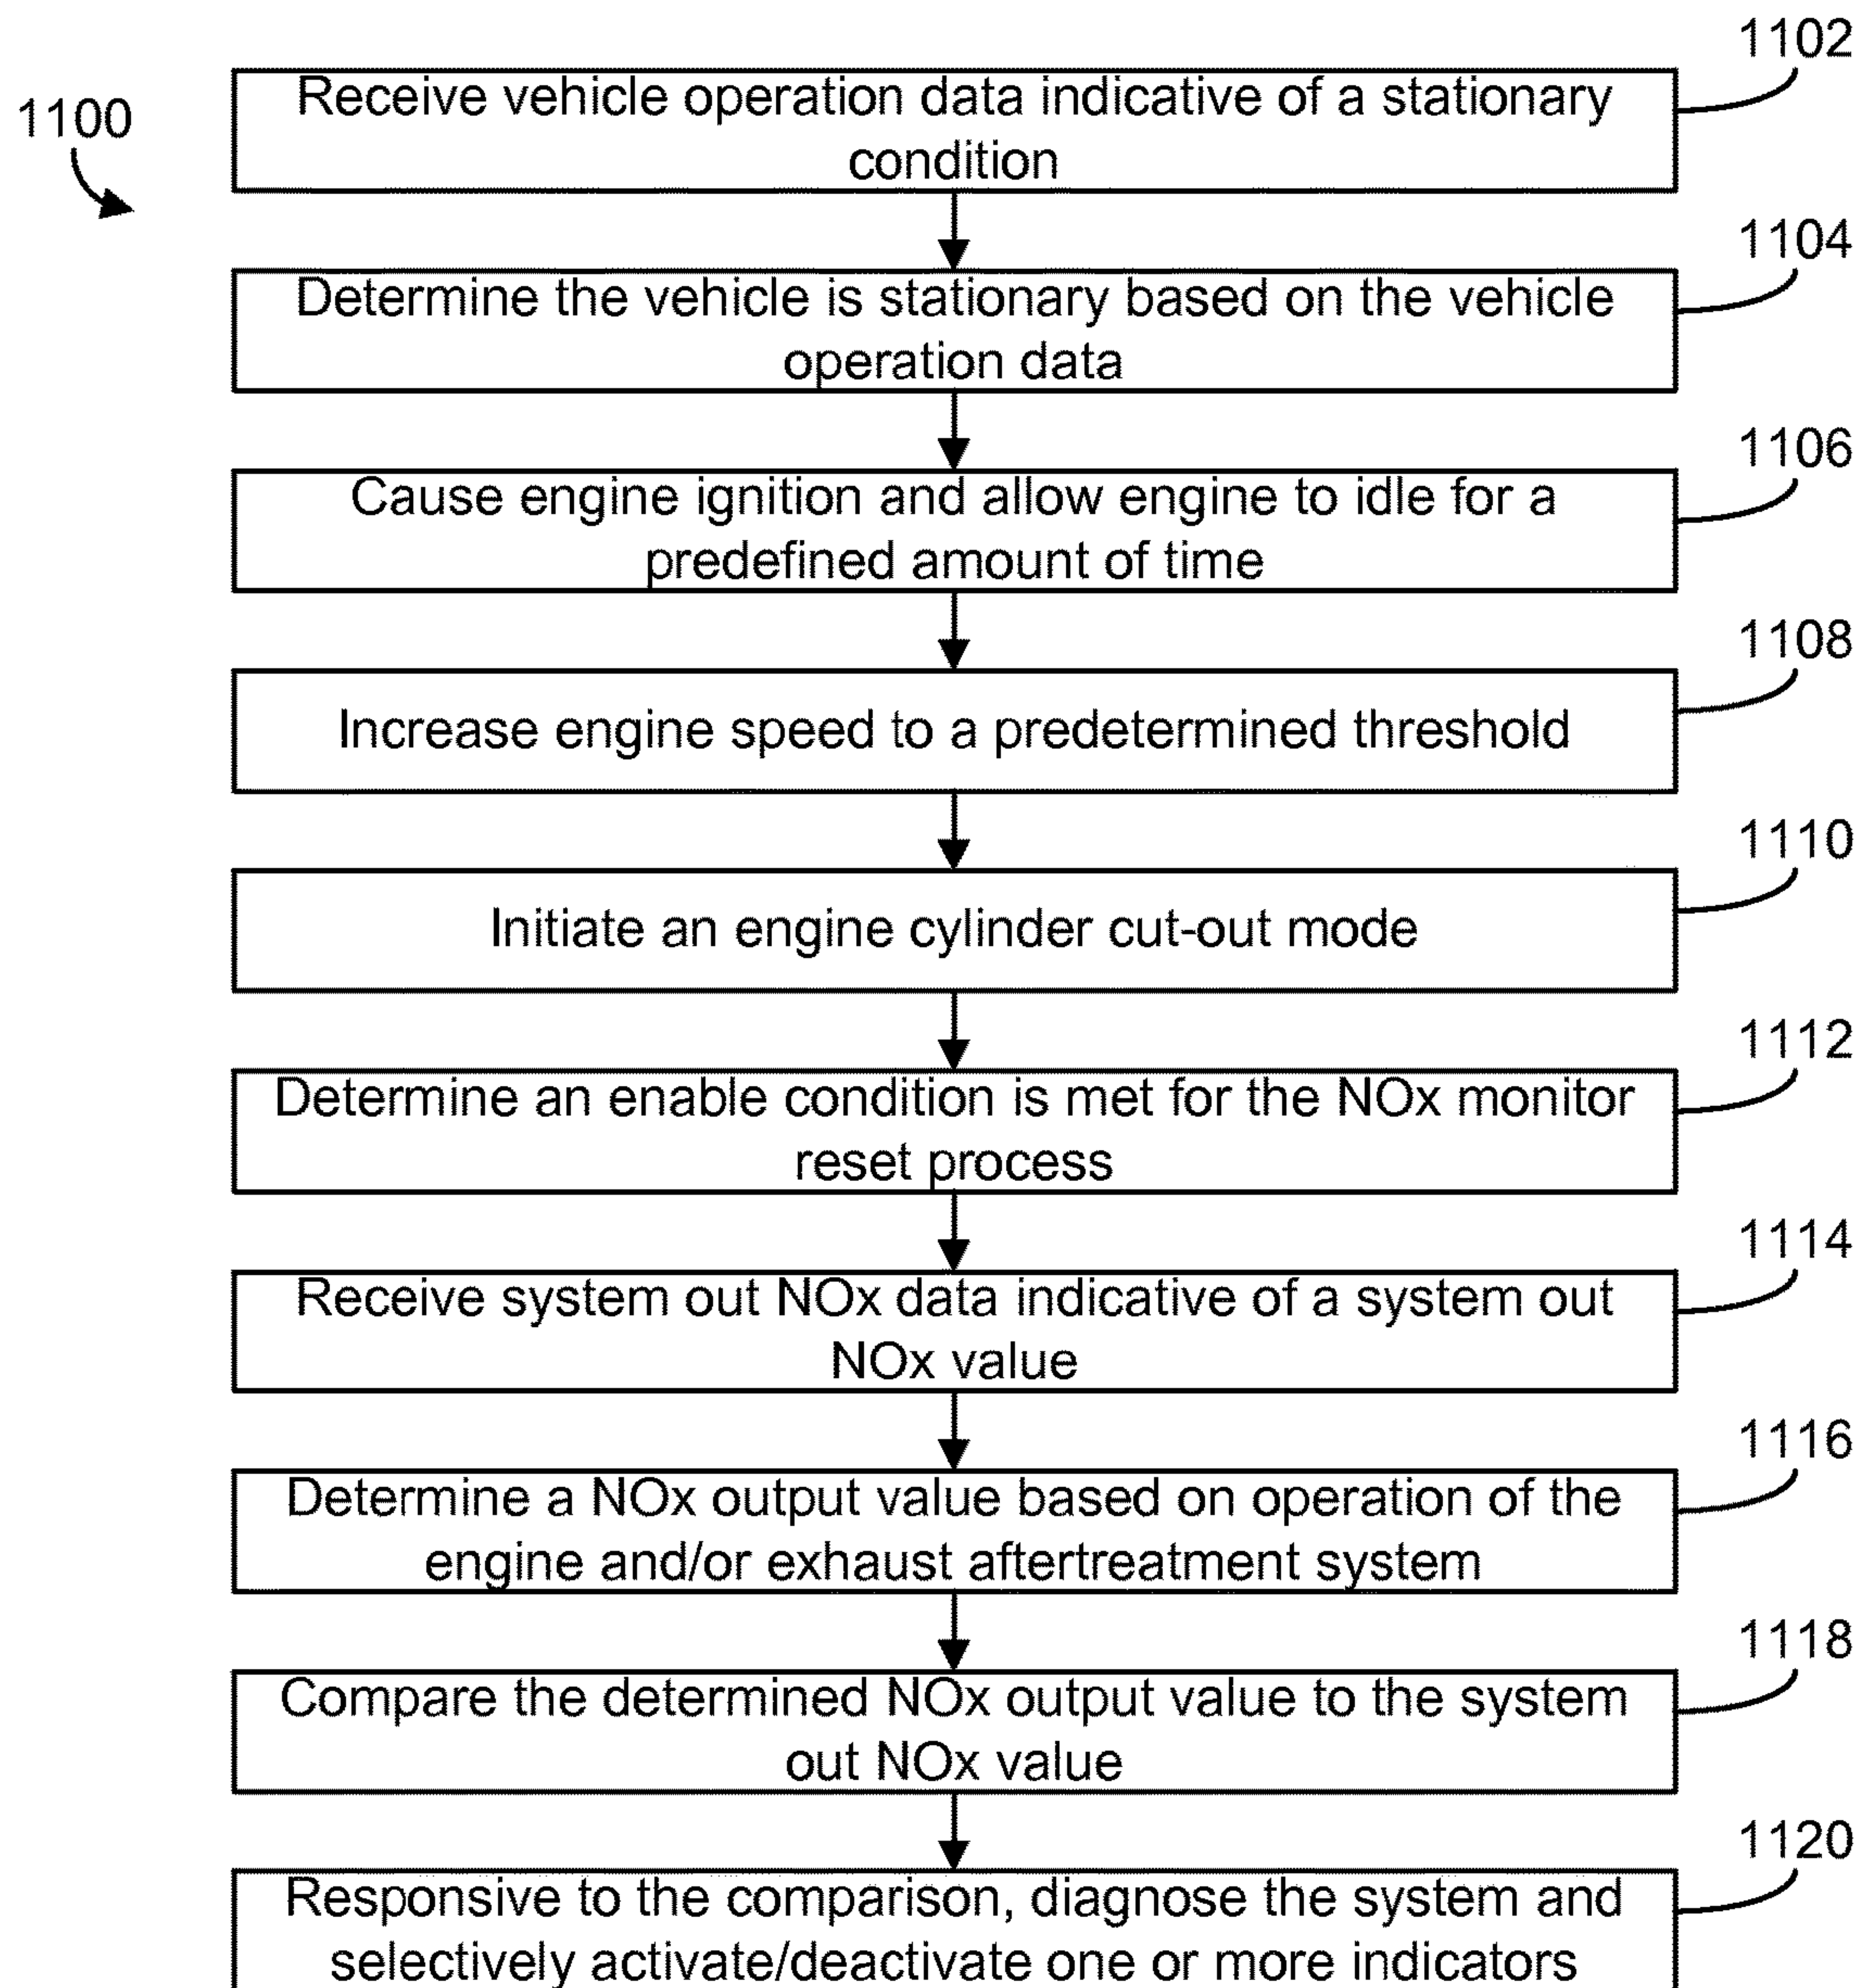 1102
1100
Receive vehicle operation data indicative of a stationary
condition
1104
Determine the vehicle is stationary based on the vehicle
operation data
1106
Cause engine ignition and allow engine to idle for a
predefined amount of time
1108
Increase engine speed to a predetermined threshold
1110
Initiate an engine cylinder cut-out mode
1112
Determine an enable condition is met for the NOx monitor
reset process
1114
Receive system out NOx data indicative of a system out
NOx value
1116
Determine a NOx output value based on operation of the
engine and/or exhaust aftertreatment system
1118
Compare the determined NOx output value to the system
out NOx value
1120
Responsive to the comparison, diagnose the system and
selectively activate/deactivate one or more indicators